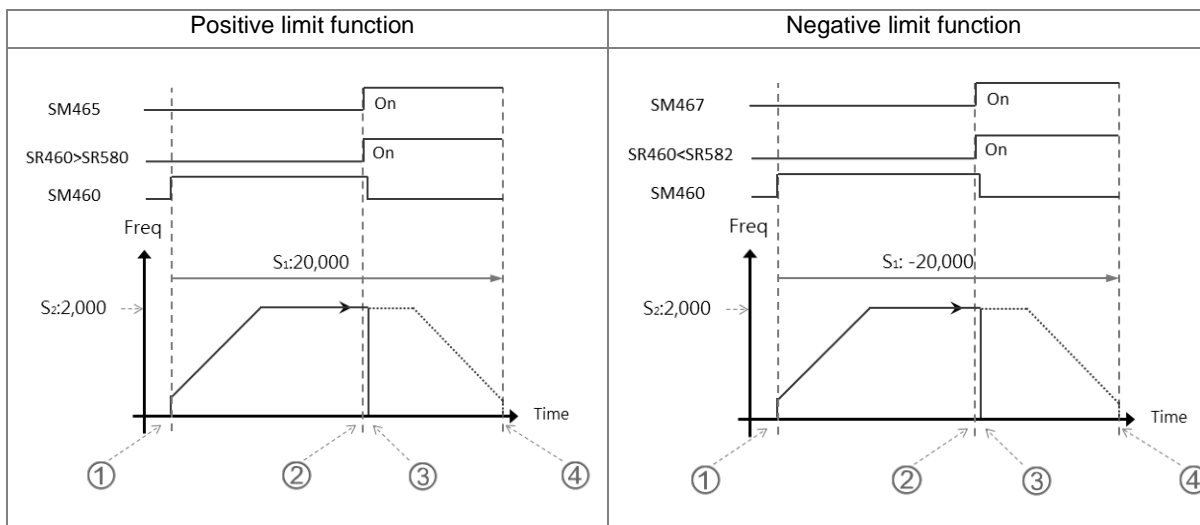 Positive limit function
Negative limit function
SM465
On
SR460>SR580
On
SM460
Freq
S1:20,000
S2:2,000
Time
① ② ③ ④
SM467
On
SR460<SR582
On
SM460
Freq
S1: -20,000
S2:2,000
Time
① ② ③ ④